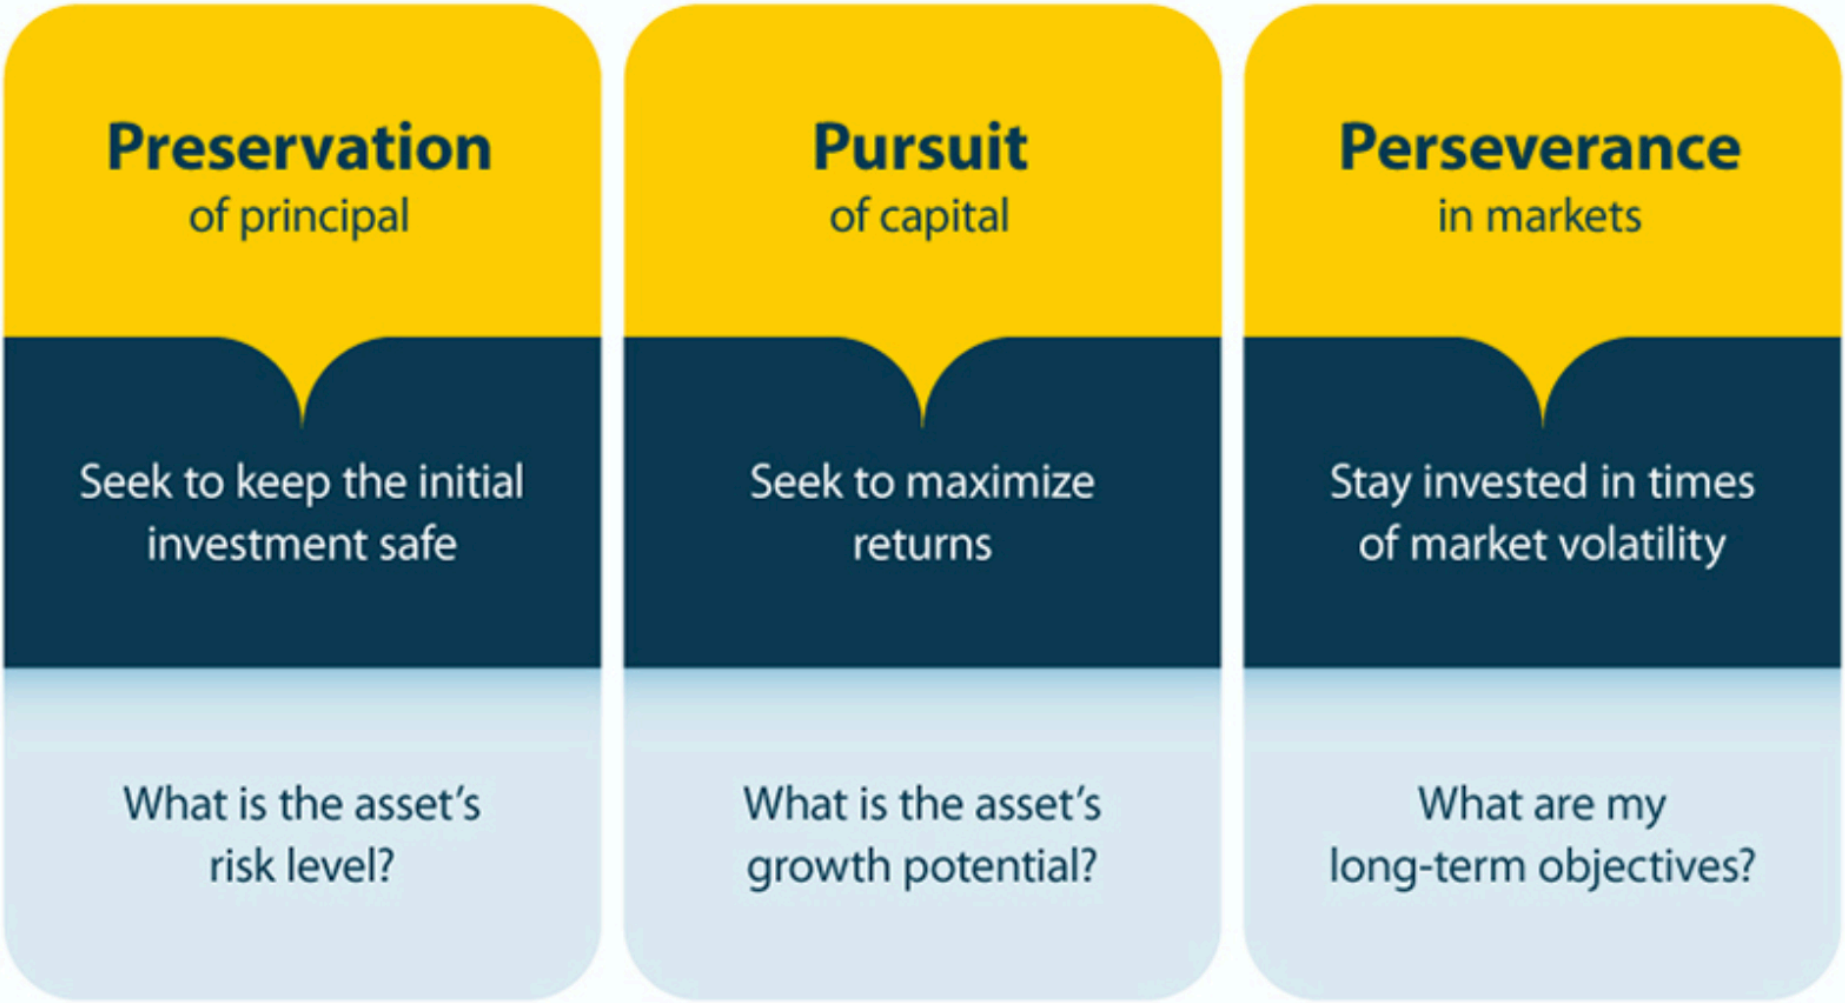 Preservation
of principal
Seek to keep the initial
investment safe
What is the asset’s
risk level?
Pursuit
of capital
Seek to maximize
returns
What is the asset’s
growth potential?
Perseverance
in markets
Stay invested in times
of market volatility
What are my
long-term objectives?